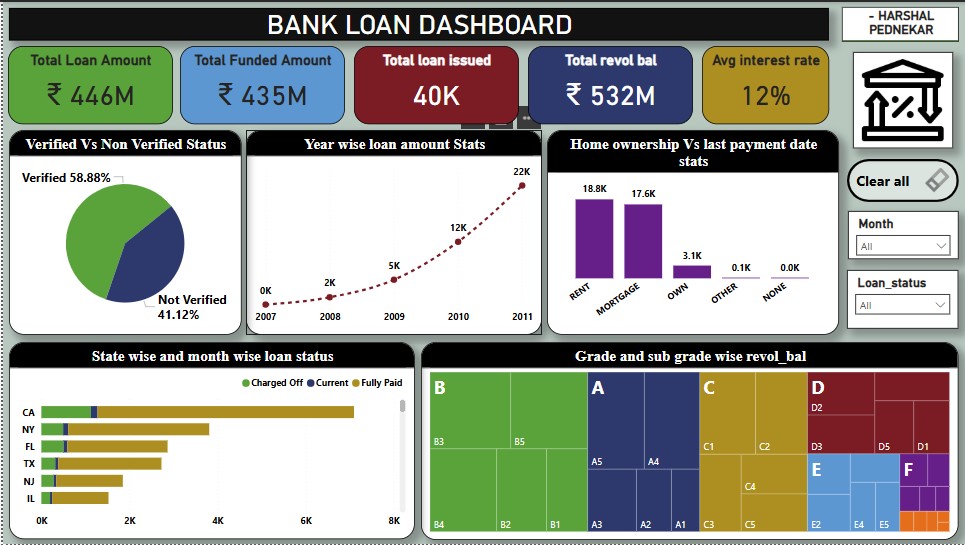 BANK LOAN DASHBOARD
- HARSHAL
PEDNEKAR
Total Loan Amount
₹ 446M
Total Funded Amount
₹ 435M
Total loan issued
40K
Total revol bal
₹ 532M
Avg interest rate
12%
%
Clear all
Month
All
Loan_status
All
Verified Vs Non Verified Status
Verified 58.88%
Not Verified
41.12%
Year wise loan amount Stats
0K
2K
5K
12K
22K
2007
2008
2009
2010
2011
Home ownership Vs last payment date
stats
18.8K
17.6K
3.1K
0.1K
0.0K
RENT
MORTGAGE
OWN
OTHER
NONE
State wise and month wise loan status
Charged Off Current Fully Paid
CA
NY
FL
TX
NJ
IL
0K 2K 4K 6K 8K
Grade and sub grade wise revol_bal
B
B3
B5
B4
B2
B1
A
A5
A4
A3
A2
A1
C
C1
C2
C4
C3
C5
D
D2
D3
D5
D1
E
E2
E4
E5
F